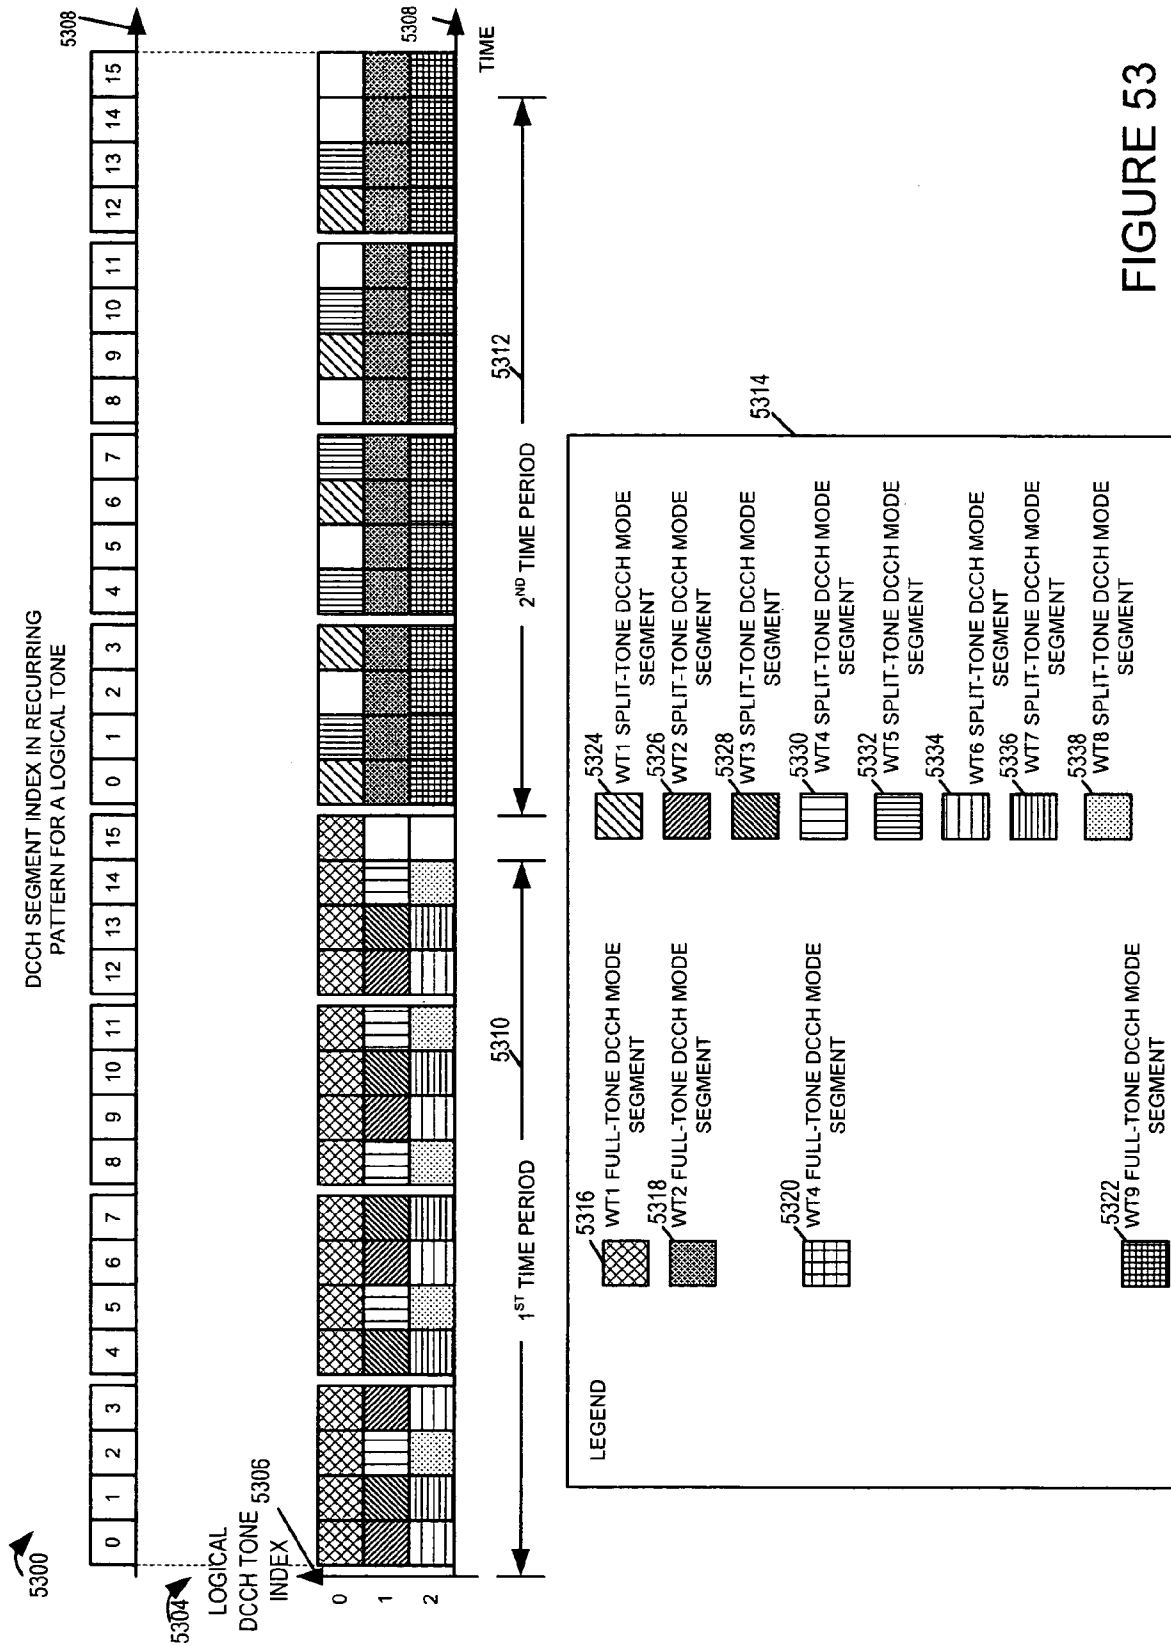 5300
DCCH SEGMENT INDEX IN RECURRING
PATTERN FOR A LOGICAL TONE
0 1 2 3 4 5 6 7 8 9 10 11 12 13 14 15 0 1 2 3 4 5 6 7 8 9 10 11 12 13 14 15
5308
5304
LOGICAL
DCCH TONE
INDEX
5306
0
1
2
5308
TIME
1ST TIME PERIOD
5310
2ND TIME PERIOD
5312
5314
LEGEND
5316
WT1 FULL-TONE DCCH MODE
SEGMENT
5318
WT2 FULL-TONE DCCH MODE
SEGMENT
5320
WT4 FULL-TONE DCCH MODE
SEGMENT
5322
WT9 FULL-TONE DCCH MODE
SEGMENT
5324
WT1 SPLIT-TONE DCCH MODE
SEGMENT
5326
WT2 SPLIT-TONE DCCH MODE
SEGMENT
5328
WT3 SPLIT-TONE DCCH MODE
SEGMENT
5330
WT4 SPLIT-TONE DCCH MODE
SEGMENT
5332
WT5 SPLIT-TONE DCCH MODE
SEGMENT
5334
WT6 SPLIT-TONE DCCH MODE
SEGMENT
5336
WT7 SPLIT-TONE DCCH MODE
SEGMENT
5338
WT8 SPLIT-TONE DCCH MODE
SEGMENT
FIGURE 53